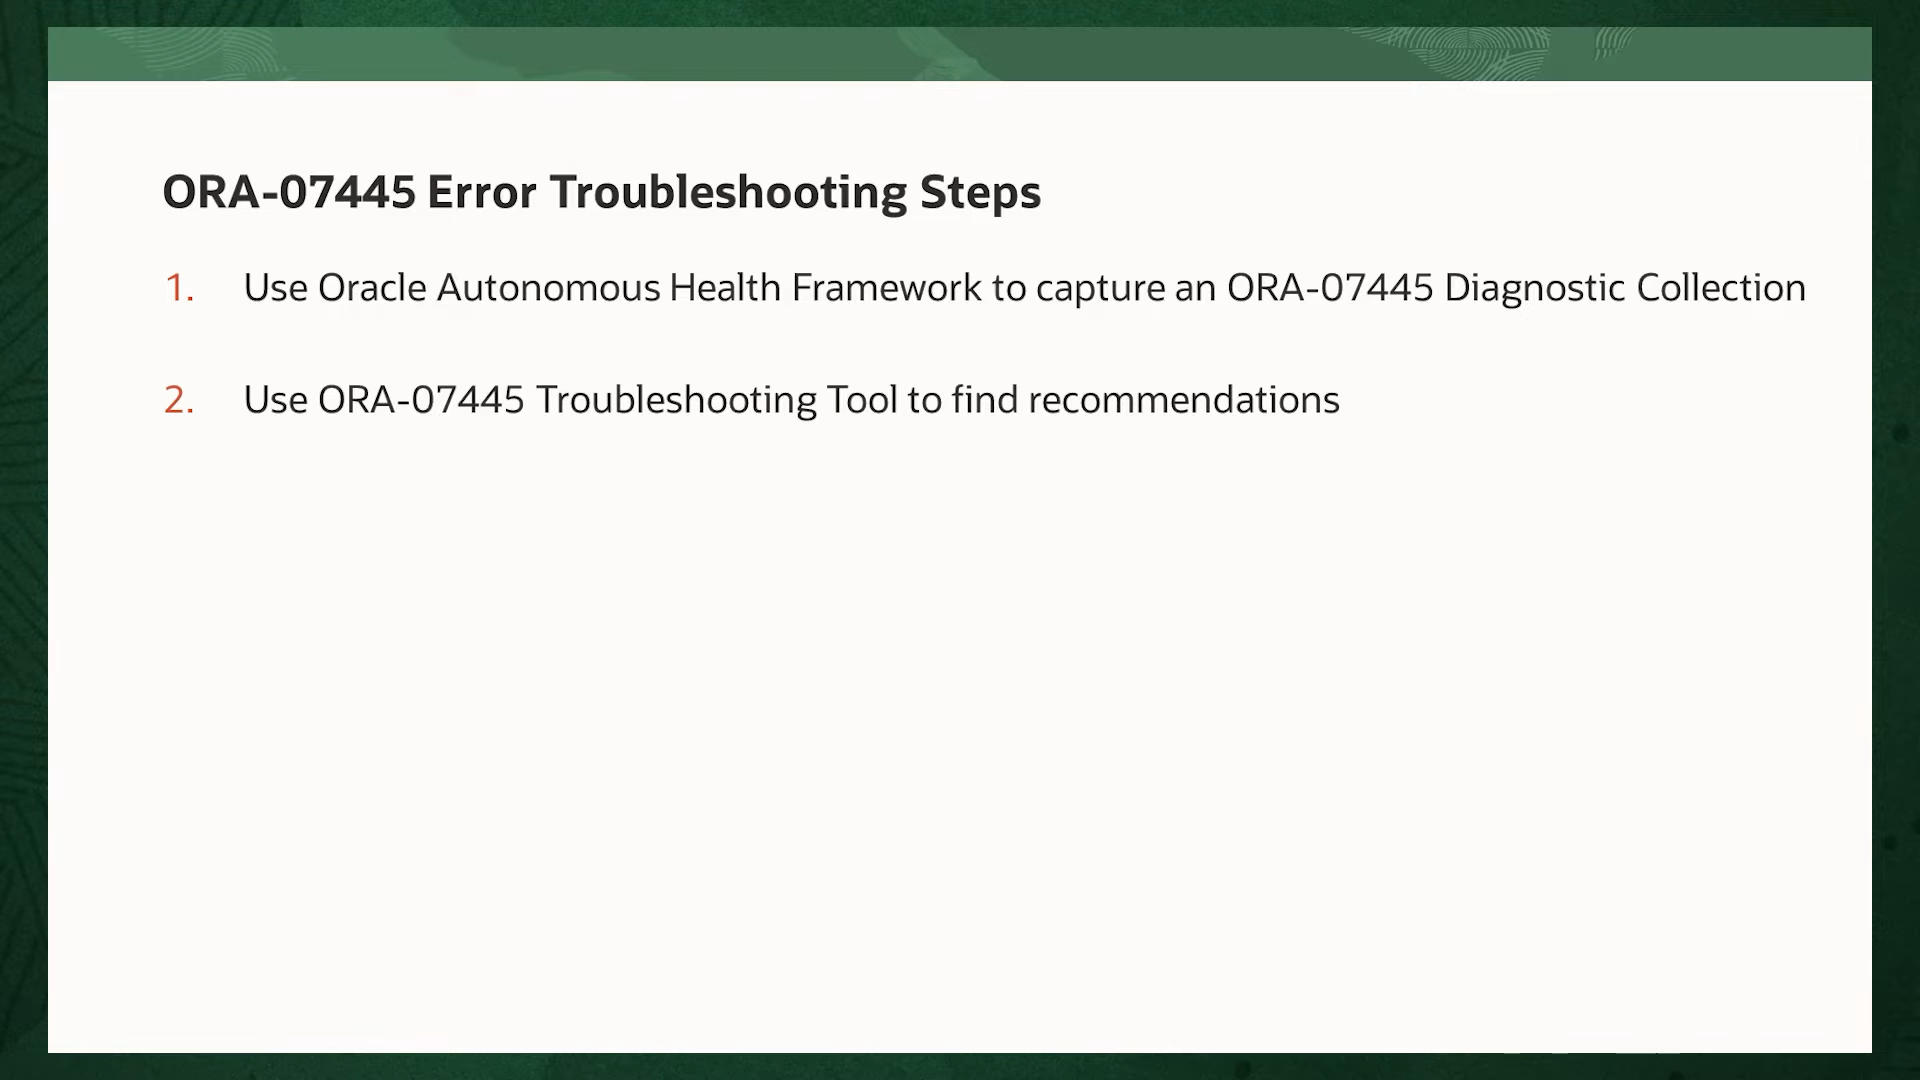 ORA-07445 Error Troubleshooting Steps
1. Use Oracle Autonomous Health Framework to capture an ORA-07445 Diagnostic Collection
2. Use ORA-07445 Troubleshooting Tool to find recommendations